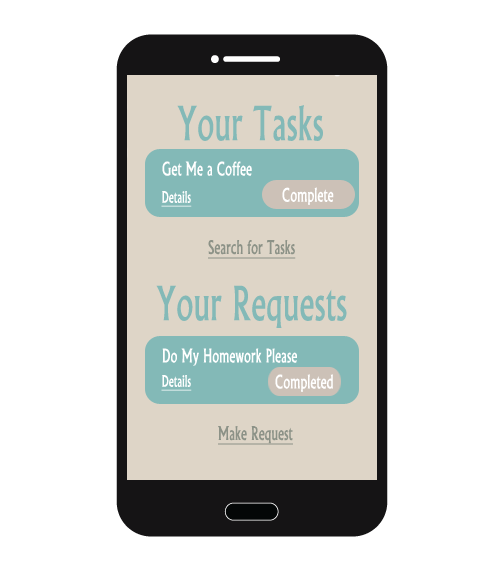 Your Tasks
Get Me a Coffee
Details
Complete
Search for Tasks
Your Requests
Do My Homework Please
Details
Completed
Make Request